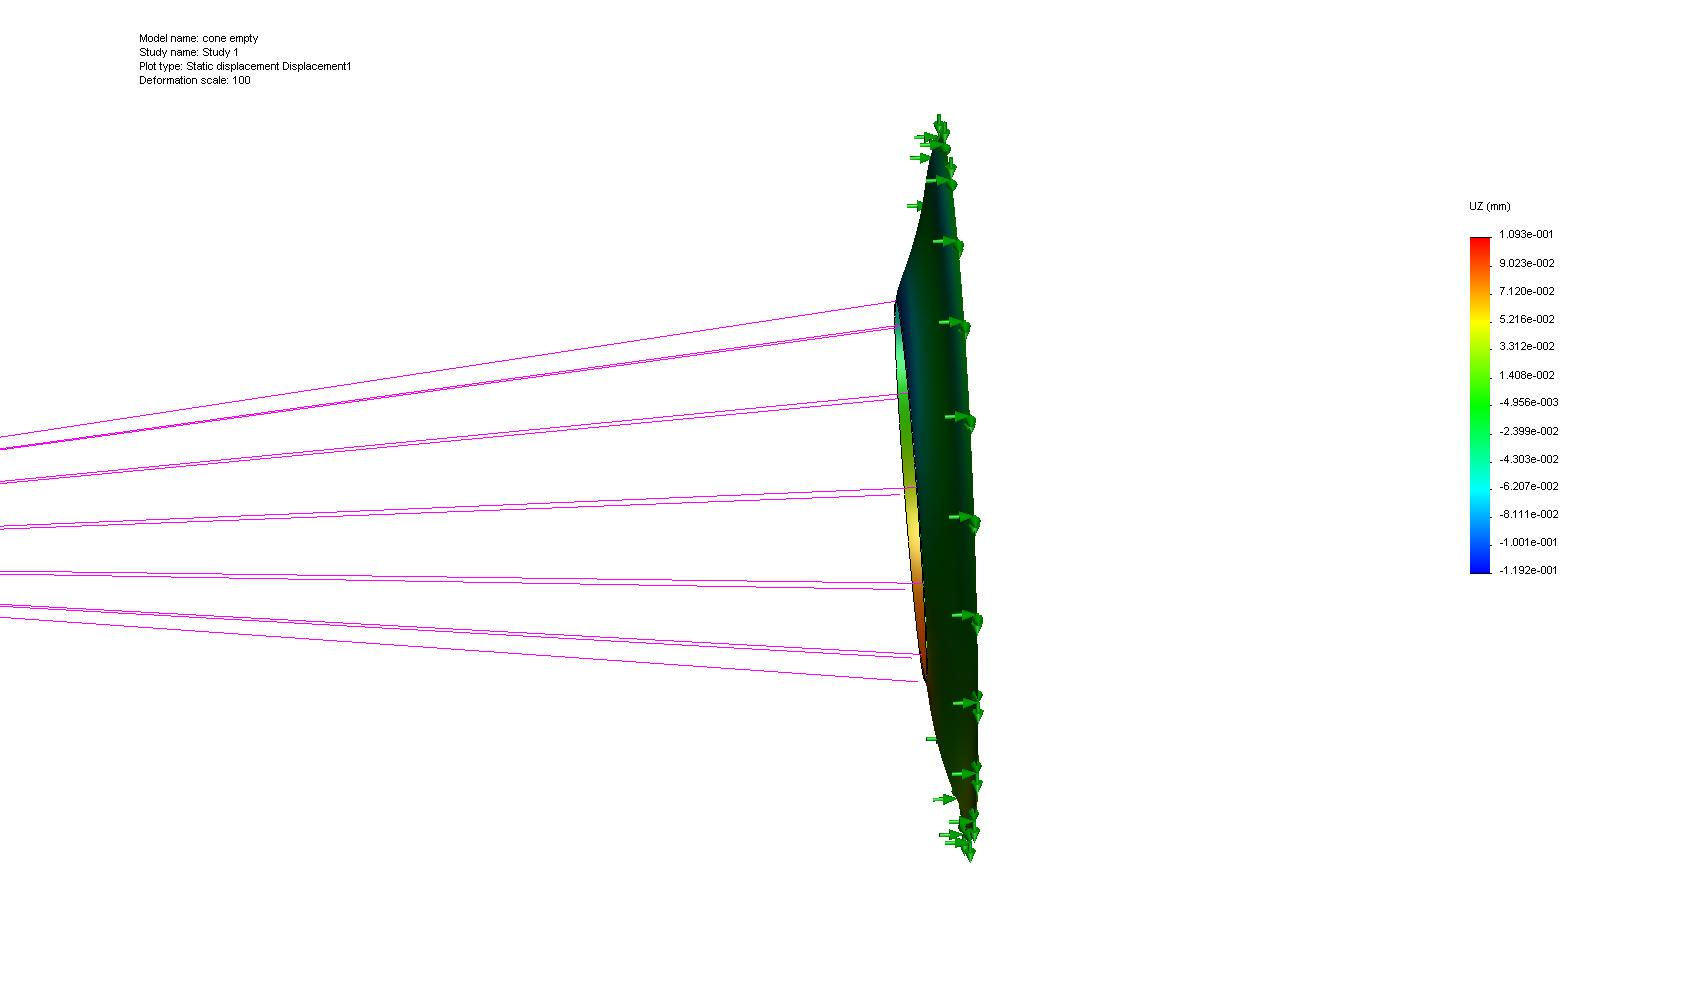 Model name: cone empty
Study name: Study 1
Plot type: Static displacement Displacement1
Deformation scale: 100
UZ (mm)
1.093e-001
9.023e-002
7.120e-002
5.216e-002
3.312e-002
1.408e-002
-4.956e-003
-2.399e-002
-4.303e-002
-6.207e-002
-8.111e-002
-1.001e-001
-1.192e-001